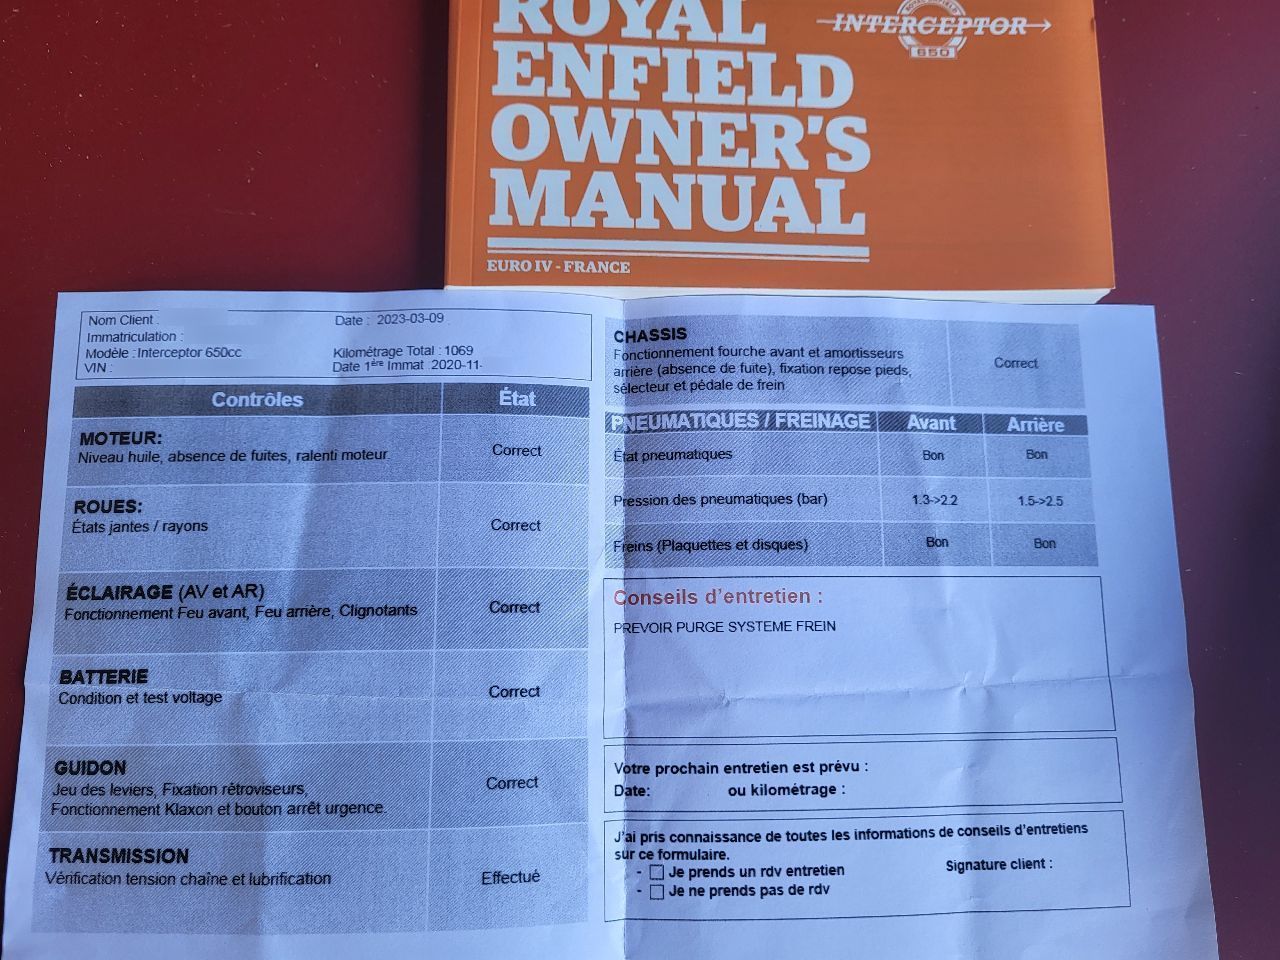 ROYAL
ENFIELD
OWNER'S
MANUAL
EURO IV - FRANCE
INTERCEPTOR
650
Nom Client :
Date : 2023-03-09
Immatriculation :
Modèle : Interceptor 650cc
Kilométrage Total : 1069
VIN :
Date 1ère Immat :2020-11-
Contrôles État
MOTEUR:
Niveau huile, absence de fuites, ralenti moteur
Correct
ROUES:
États jantes / rayons
Correct
ÉCLAIRAGE (AV et AR)
Fonctionnement Feu avant, Feu arrière, Clignotants
Correct
BATTERIE
Condition et test voltage
Correct
GUIDON
Jeu des leviers, Fixation rétroviseurs,
Fonctionnement Klaxon et bouton arrêt urgence.
Correct
TRANSMISSION
Vérification tension chaîne et lubrification
Effectué
CHASSIS
Fonctionnement fourche avant et amortisseurs
arrière (absence de fuite), fixation repose pieds,
sélecteur et pédale de frein
Correct
PNEUMATIQUES / FREINAGE Avant Arrière
État pneumatiques Bon Bon
Pression des pneumatiques (bar) 1.3->2.2 1.5->2.5
Freins (Plaquettes et disques) Bon Bon
Conseils d'entretien :
PREVOIR PURGE SYSTEME FREIN
Votre prochain entretien est prévu :
Date: ou kilométrage :
J'ai pris connaissance de toutes les informations de conseils d'entretiens
sur ce formulaire.
- Je prends un rdv entretien
- Je ne prends pas de rdv
Signature client :